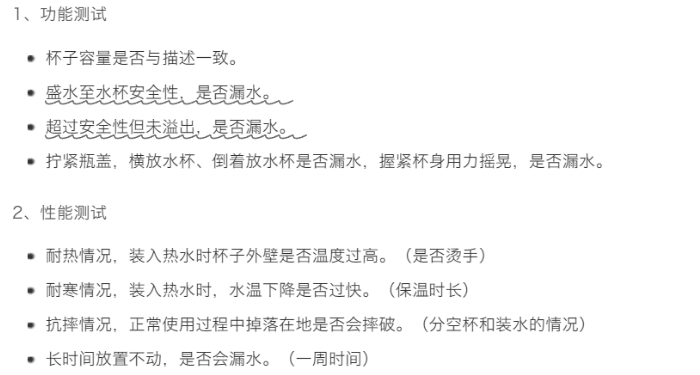 1、功能测试
杯子容量是否与描述一致。
盛水至水杯安全性，是否漏水。
超过安全性但未溢出，是否漏水。
拧紧瓶盖，横放水杯、倒着放水杯是否漏水，握紧杯身用力摇晃，是否漏水。
2、性能测试
耐热情况，装入热水时杯子外壁是否温度过高。（是否烫手）
耐寒情况，装入热水时，水温下降是否过快。（保温时长）
抗摔情况，正常使用过程中掉落在地是否会摔破。（分空杯和装水的情况）
长时间放置不动，是否会漏水。（一周时间）